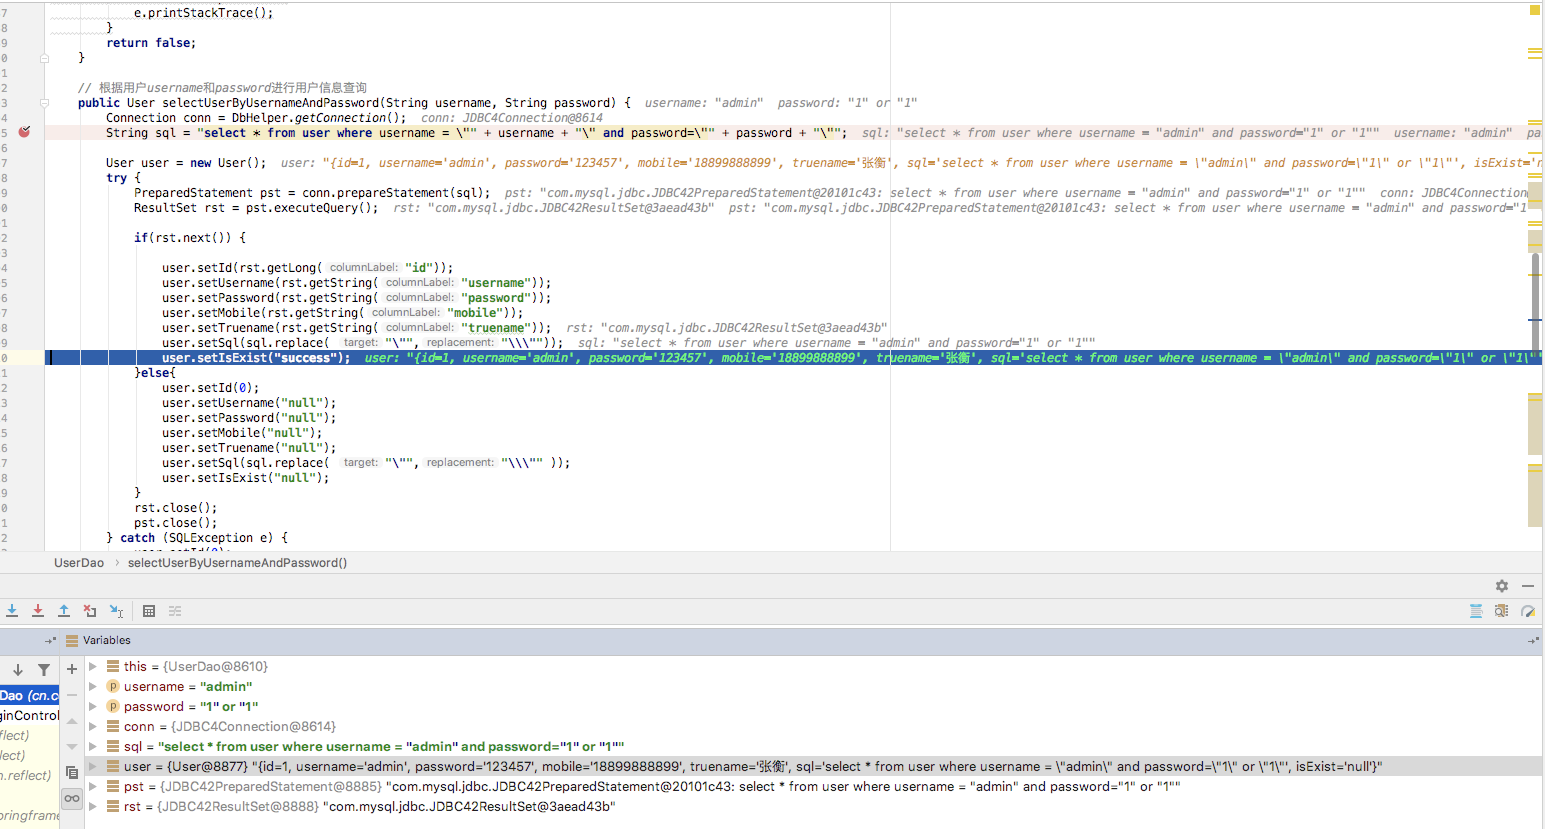 7 e.printStackTrace();
8 }
9 return false;
0 }
1
2 // 根据用户username和password进行用户信息查询
3 public User selectUserByUsernameAndPassword(String username, String password) { username: "admin" password: "1" or "1"
4 Connection conn = DbHelper.getConnection(); conn: JDBC4Connection@8614
5 String sql = "select * from user where username = \"" + username + "\" and password=\"" + password + "\""; sql: "select * from user where username = "admin" and password="1" or "1"" username: "admin" pa
6
7 User user = new User(); user: "{id=1, username='admin', password='123457', mobile='18899888899', truename='张衡', sql='select * from user where username = \"admin\" and password=\"1\" or \"1\"', isExist='n
8 try {
9 PreparedStatement pst = conn.prepareStatement(sql); pst: "com.mysql.jdbc.JDBC42PreparedStatement@20101c43: select * from user where username = "admin" and password="1" or "1"" conn: JDBC4Connection
0 ResultSet rst = pst.executeQuery(); rst: "com.mysql.jdbc.JDBC42ResultSet@3aead43b" pst: "com.mysql.jdbc.JDBC42PreparedStatement@20101c43: select * from user where username = "admin" and password="1
1
2 if(rst.next()) {
3
4 user.setId(rst.getLong( columnLabel: "id"));
5 user.setUsername(rst.getString( columnLabel: "username"));
6 user.setPassword(rst.getString( columnLabel: "password"));
7 user.setMobile(rst.getString( columnLabel: "mobile"));
8 user.setTruename(rst.getString( columnLabel: "truename")); rst: "com.mysql.jdbc.JDBC42ResultSet@3aead43b"
9 user.setSql(sql.replace( target: "\"", replacement: "\\\"")); sql: "select * from user where username = "admin" and password="1" or "1""
0 user.setIsExist("success"); user: "{id=1, username='admin', password='123457', mobile='18899888899', truename='张衡', sql='select * from user where username = \"admin\" and password=\"1\" or \"1\"'
1 }else{
2 user.setId(0);
3 user.setUsername("null");
4 user.setPassword("null");
5 user.setMobile("null");
6 user.setTruename("null");
7 user.setSql(sql.replace( target: "\"", replacement: "\\\"" ));
8 user.setIsExist("null");
9 }
0 rst.close();
1 pst.close();
2 } catch (SQLException e) {
UserDao › selectUserByUsernameAndPassword()
Variables
this = {UserDao@8610}
Dao (cn.c username = "admin"
ginControl password = "1" or "1"
flect) conn = {JDBC4Connection@8614}
lect) sql = "select * from user where username = "admin" and password="1" or "1""
n.reflect) user = {User@8877} "{id=1, username='admin', password='123457', mobile='18899888899', truename='张衡', sql='select * from user where username = \"admin\" and password=\"1\" or \"1\"', isExist='null'}"
pst = {JDBC42PreparedStatement@8885} "com.mysql.jdbc.JDBC42PreparedStatement@20101c43: select * from user where username = "admin" and password="1" or "1""
oringframe rst = {JDBC42ResultSet@8888} "com.mysql.jdbc.JDBC42ResultSet@3aead43b"